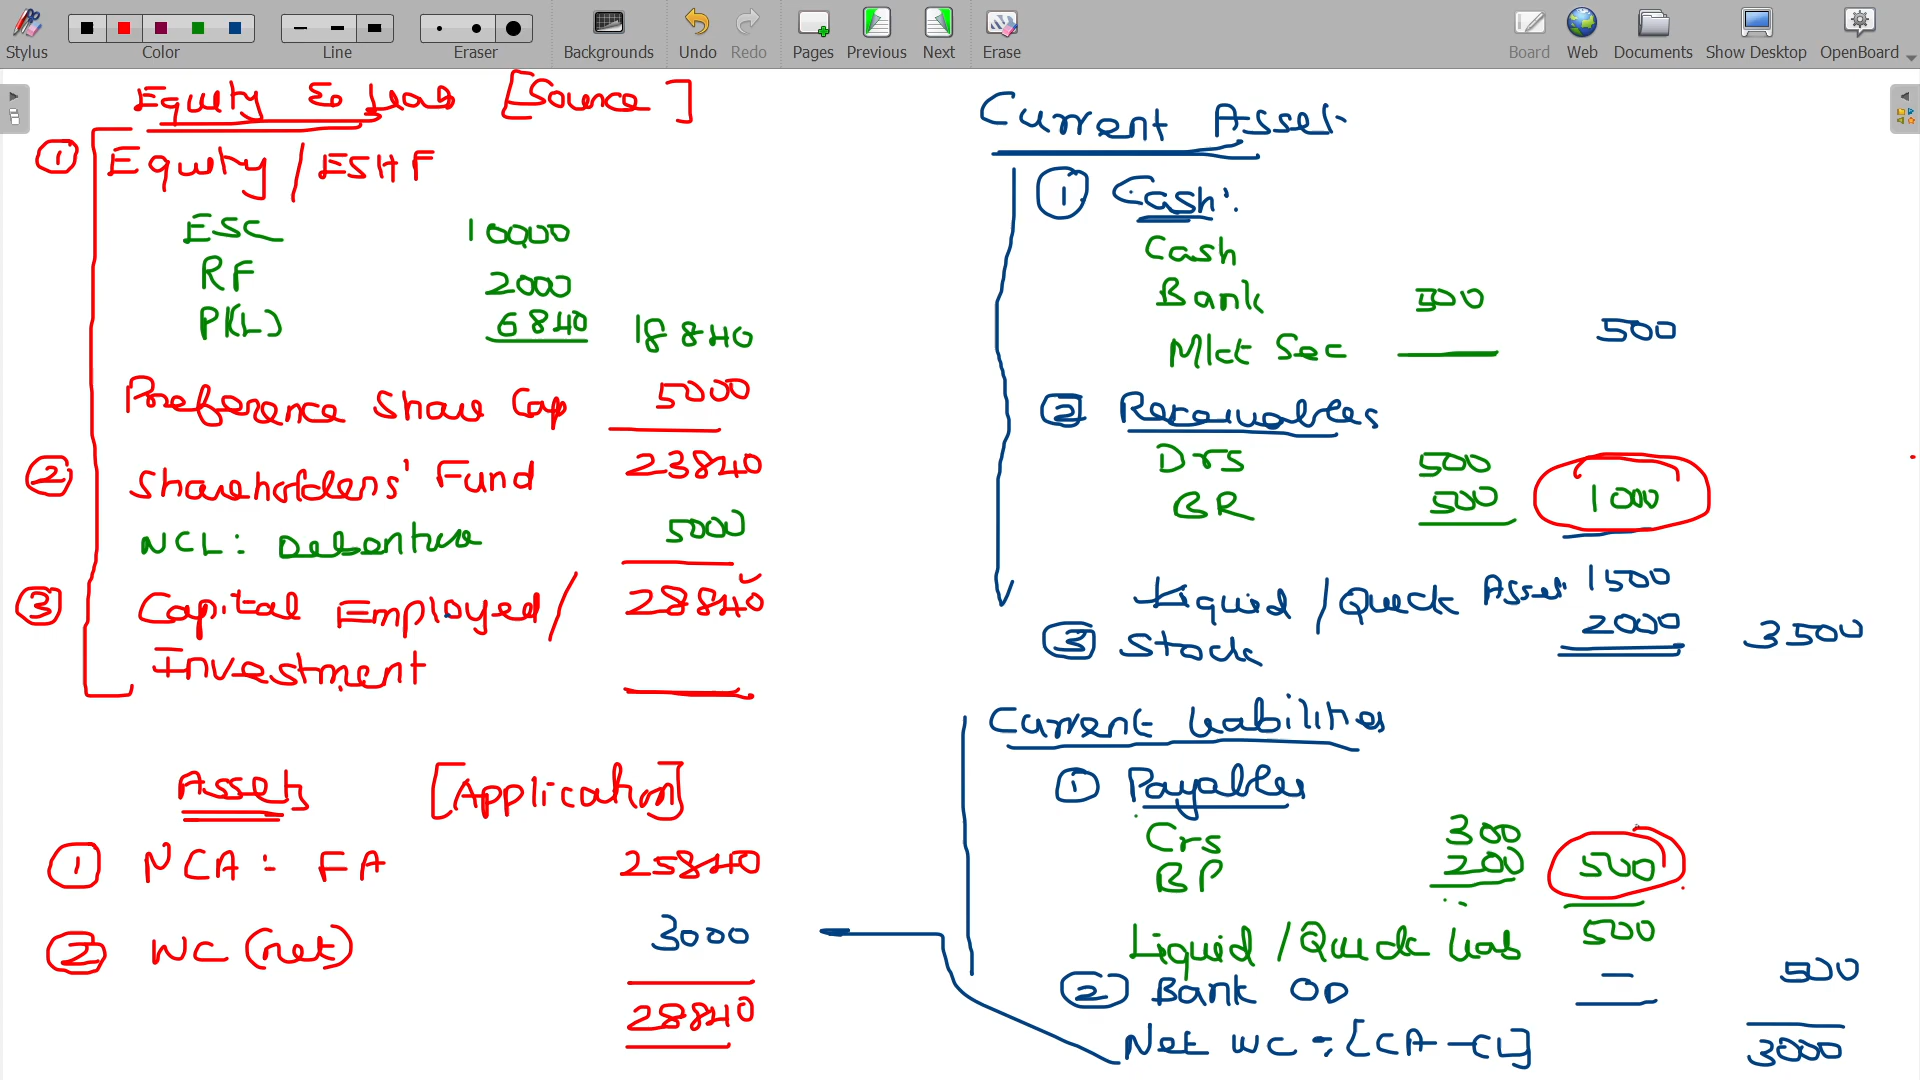 Stylus
Color
Line
Eraser
Backgrounds
Undo
Redo
Pages
Previous
Next
Erase
Board
Web
Documents
Show Desktop
OpenBoard
Equity & Liab [Source]
① Equity / ESHF
ESC 10000
RF 2000
P/(L) 6840 18840
Preference Share Cap 5000
② Shareholders' Fund 23840
NCL: Debenture 5000
③ Capital Employed / 28840
Investment
Assets [Application]
① NCA: FA 25840
② WC (net) 3000
28840
Current Asset
① Cash:
Cash
Bank 500
Mkt Sec 500
② Receivables
Drs 500
BR 500 1000
Liquid / Quick Asset 1500
③ Stock 2000 3500
Current Liabilities
① Payables
Crs 300
BP 200 500
Liquid / Quick Liab 500
② Bank OD - 500
Net WC = [CA - CL] 3000